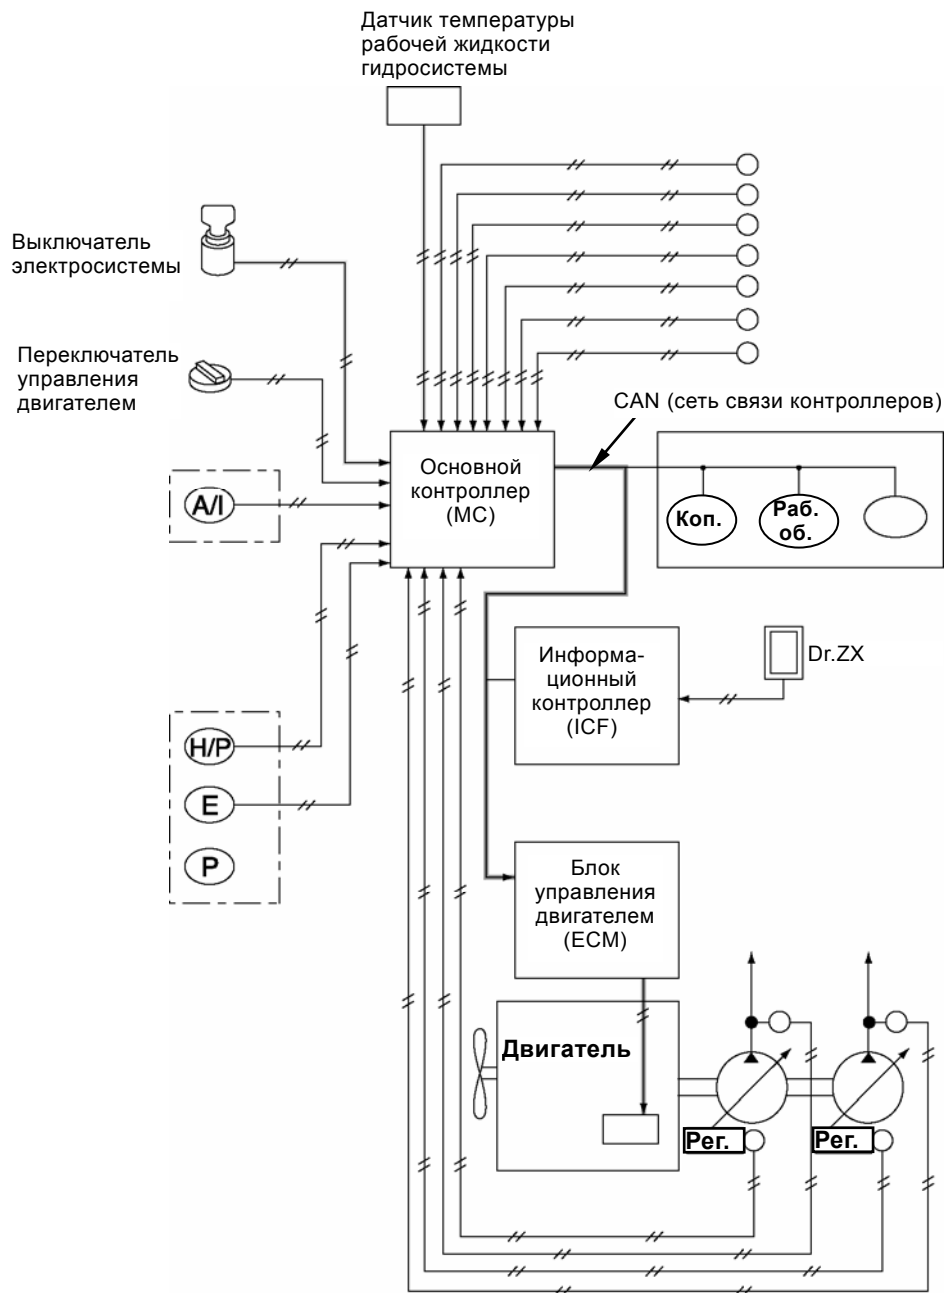 Датчик температуры
рабочей жидкости
гидросистемы
Выключатель
электросистемы
Переключатель
управления
двигателем
CAN (сеть связи контроллеров)
Основной
контроллер
(MC)
A/I
Коп.
Раб.
об.
Информа-
ционный
контроллер
(ICF)
Dr.ZX
H/P
E
P
Блок
управления
двигателем
(ECM)
Двигатель
Рег.
Рег.